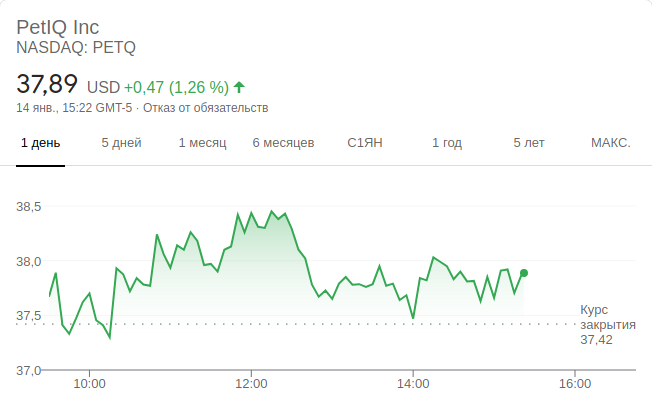 PetIQ Inc
NASDAQ: PETQ
37,89 USD +0,47 (1,26 %)
14 янв., 15:22 GMT-5 · Отказ от обязательств
1 день 5 дней 1 месяц 6 месяцев С1ЯН 1 год 5 лет МАКС.
38,5
38,0
37,5
37,0
Курс
закрытия
37,42
10:00 12:00 14:00 16:00